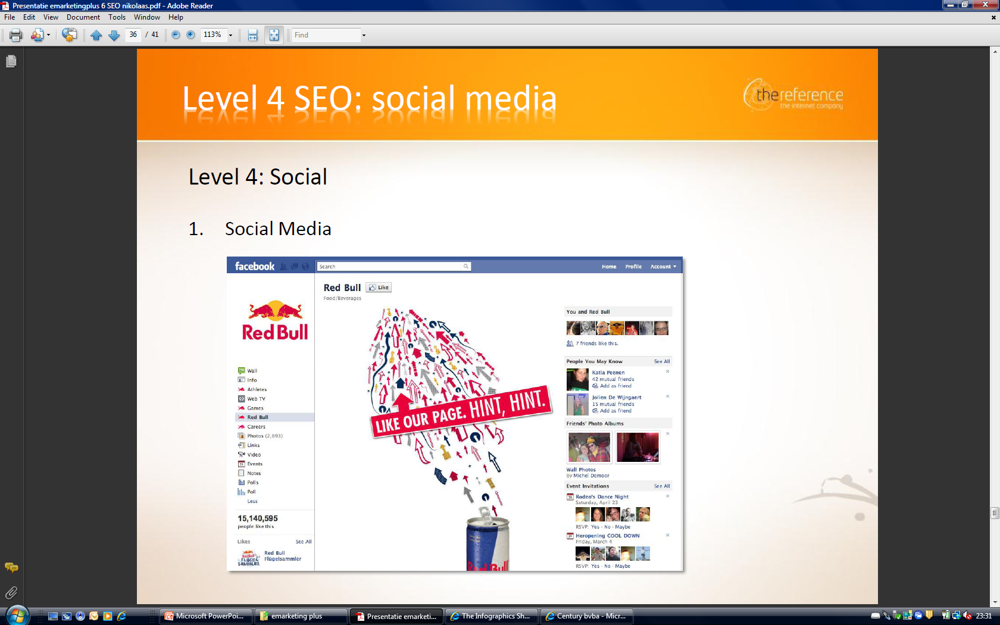 Presentatie emarketingplus 6 SEO nikolaas.pdf - Adobe Reader
File Edit View Document Tools Window Help
36 / 41 113% Find
Level 4 SEO: social media
thereference
the internet company
Level 4: Social
1. Social Media
facebook Search Home Profile Account
Red Bull Like
Food/Beverages
Red Bull
Wall
Info
Athletes
Web TV
Games
Red Bull
Careers
Photos (2,893)
Links
Video
Events
Notes
Polls
Poll
Less
15,140,595
people like this
Likes See All
Red Bull
FLÜGEL
SAMMLER
Red Bull
Flügelsammler
LIKE OUR PAGE. HINT, HINT.
Red Bull
You and Red Bull
7 friends like this.
People You May Know See All
Katia Peenen
42 mutual friends
Add as friend
Jolien De Wijngaert
15 mutual friends
Add as friend
Friends' Photo Albums
Wall Photos
by Michel Demoor
Event Invitations See All
31 Rodeo's Dance Night
Saturday, April 23
RSVP: Yes - No - Maybe
31 Heropening COOL DOWN
Friday, March 4
RSVP: Yes - No - Maybe
Microsoft PowerPoi... emarketing plus Presentatie emarketi... The Infographics Sh... Century bvba - Micr... 23:31